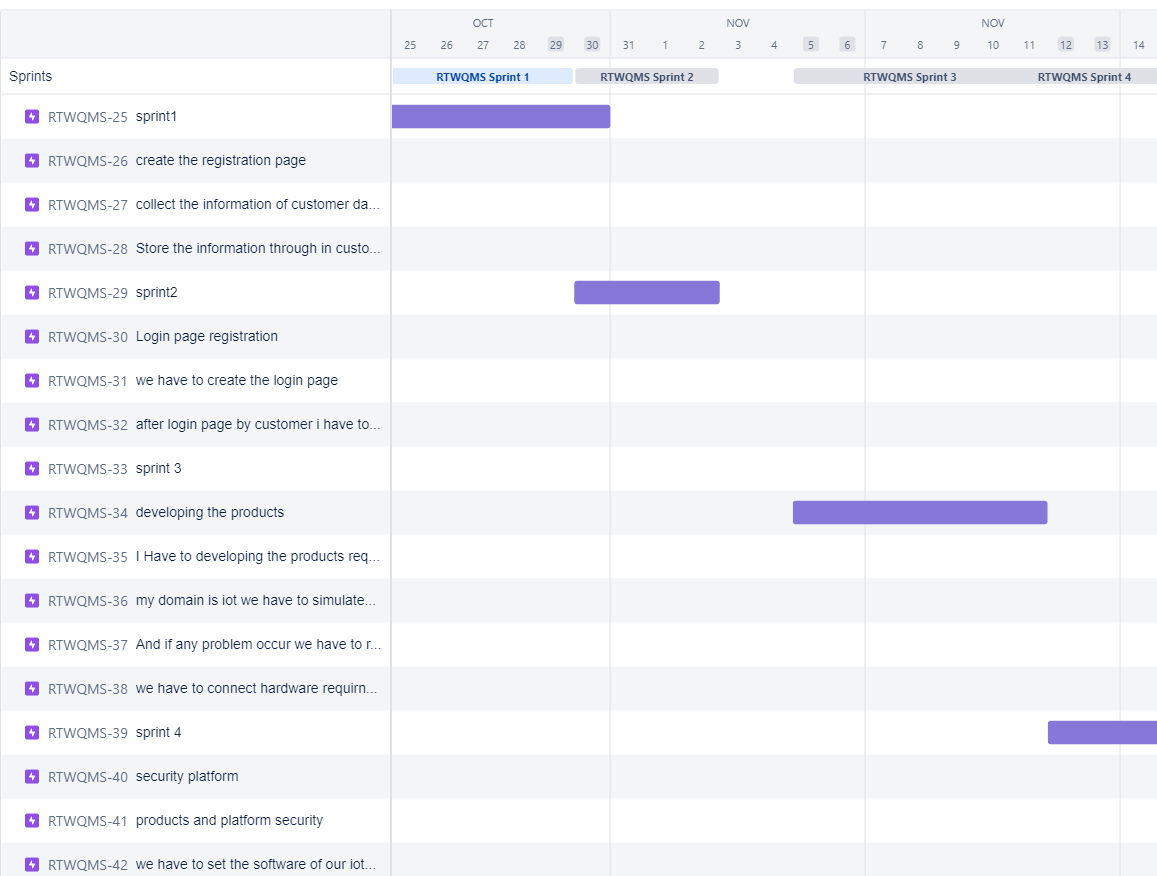 OCT NOV NOV
25 26 27 28 29 30 31 1 2 3 4 5 6 7 8 9 10 11 12 13 14
Sprints RTWQMS Sprint 1 RTWQMS Sprint 2 RTWQMS Sprint 3 RTWQMS Sprint 4
RTWQMS-25 sprint1
RTWQMS-26 create the registration page
RTWQMS-27 collect the information of customer da...
RTWQMS-28 Store the information through in custo...
RTWQMS-29 sprint2
RTWQMS-30 Login page registration
RTWQMS-31 we have to create the login page
RTWQMS-32 after login page by customer i have to...
RTWQMS-33 sprint 3
RTWQMS-34 developing the products
RTWQMS-35 I Have to developing the products req...
RTWQMS-36 my domain is iot we have to simulate...
RTWQMS-37 And if any problem occur we have to r...
RTWQMS-38 we have to connect hardware requirn...
RTWQMS-39 sprint 4
RTWQMS-40 security platform
RTWQMS-41 products and platform security
RTWQMS-42 we have to set the software of our iot...